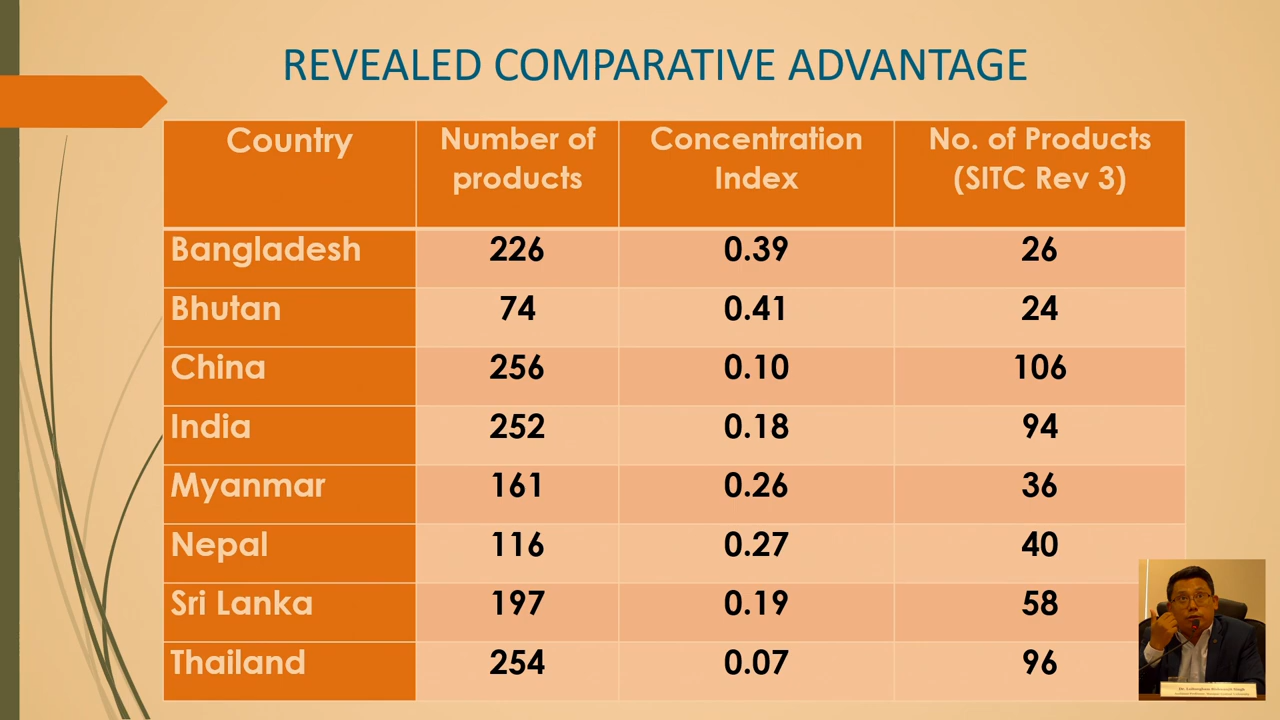 REVEALED COMPARATIVE ADVANTAGE
Country Number of products Concentration Index No. of Products (SITC Rev 3)
Bangladesh 226 0.39 26
Bhutan 74 0.41 24
China 256 0.10 106
India 252 0.18 94
Myanmar 161 0.26 36
Nepal 116 0.27 40
Sri Lanka 197 0.19 58
Thailand 254 0.07 96